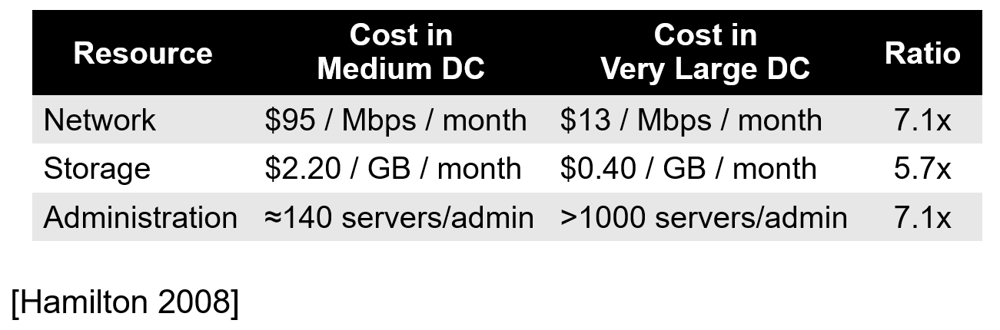 Resource Cost in Medium DC Cost in Very Large DC Ratio
Network $95 / Mbps / month $13 / Mbps / month 7.1x
Storage $2.20 / GB / month $0.40 / GB / month 5.7x
Administration ≈140 servers/admin >1000 servers/admin 7.1x
[Hamilton 2008]